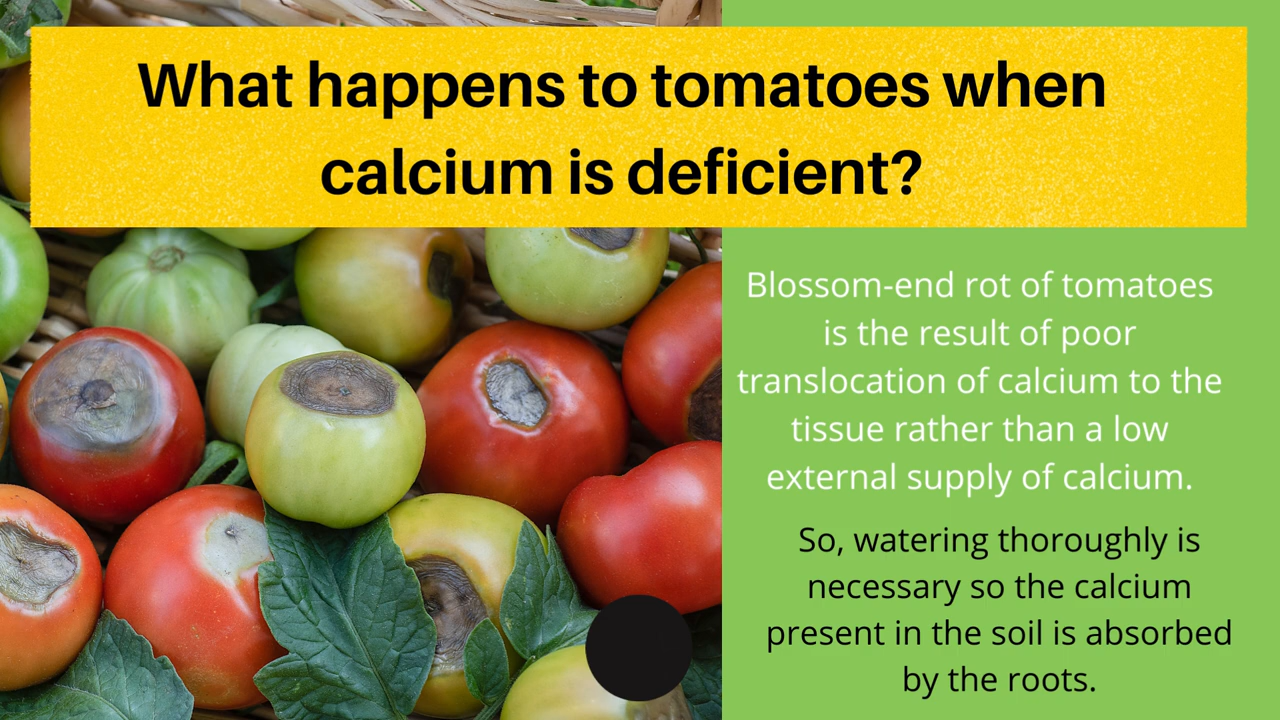 What happens to tomatoes when
calcium is deficient?
Blossom-end rot of tomatoes
is the result of poor
translocation of calcium to the
tissue rather than a low
external supply of calcium.
So, watering thoroughly is
necessary so the calcium
present in the soil is absorbed
by the roots.